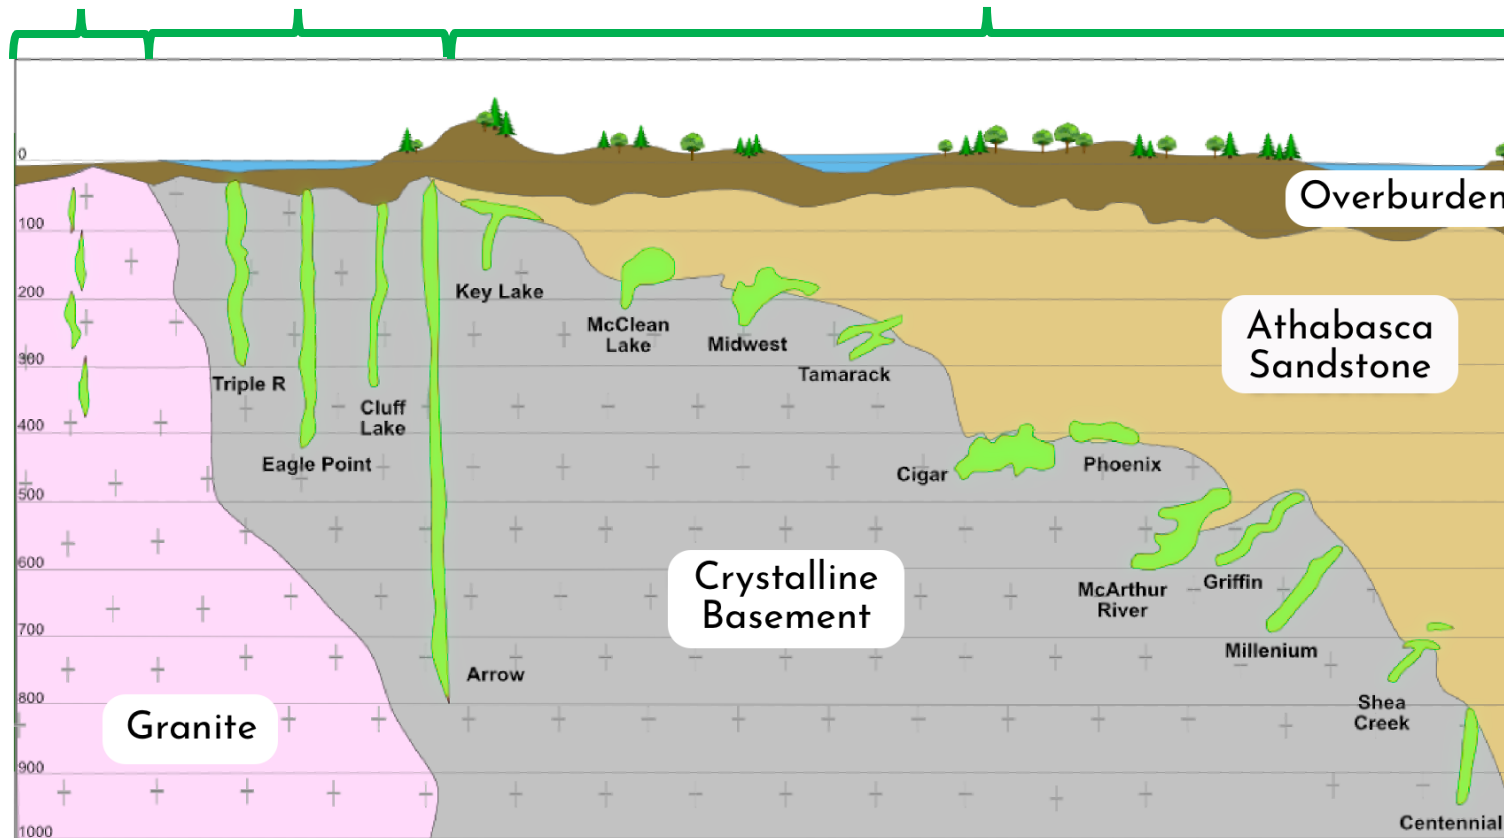 0
Overburden
100
200
Key Lake
McClean
Lake
Midwest
Athabasca
Sandstone
300
Triple R
Tamarack
Cluff
Lake
400
Eagle Point
Cigar
Phoenix
500
600
Crystalline
Basement
McArthur
River
Griffin
700
Arrow
Millenium
800
Granite
Shea
Creek
900
Centennial
1000